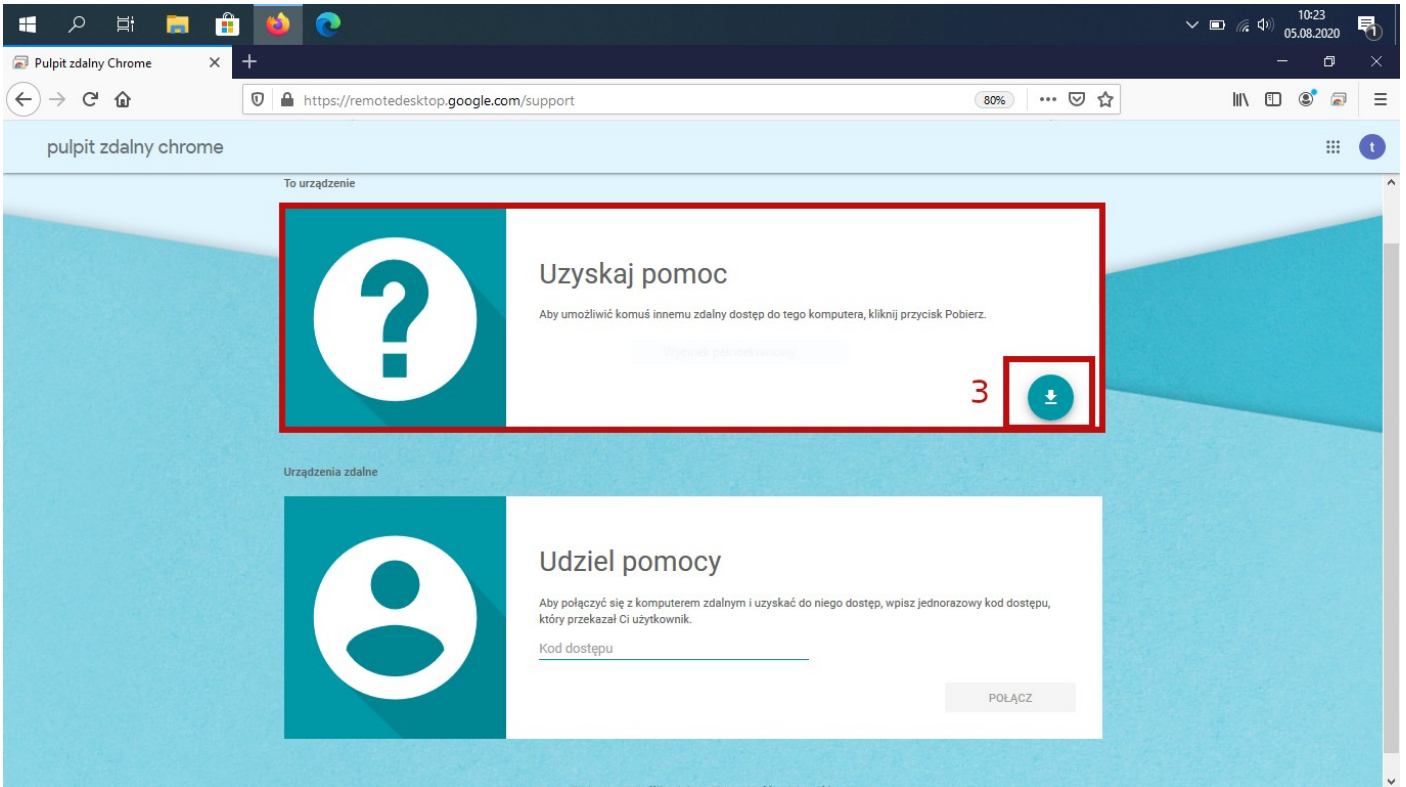 10:23
05.08.2020
1
Pulpit zdalny Chrome
https://remotedesktop.google.com/support
80%
pulpit zdalny chrome
t
To urządzenie
Uzyskaj pomoc
Aby umożliwić komuś innemu zdalny dostęp do tego komputera, kliknij przycisk Pobierz.
Wycinek pełnoekranowy
3
Urządzenia zdalne
Udziel pomocy
Aby połączyć się z komputerem zdalnym i uzyskać do niego dostęp, wpisz jednorazowy kod dostępu,
który przekazał Ci użytkownik.
Kod dostępu
POŁĄCZ